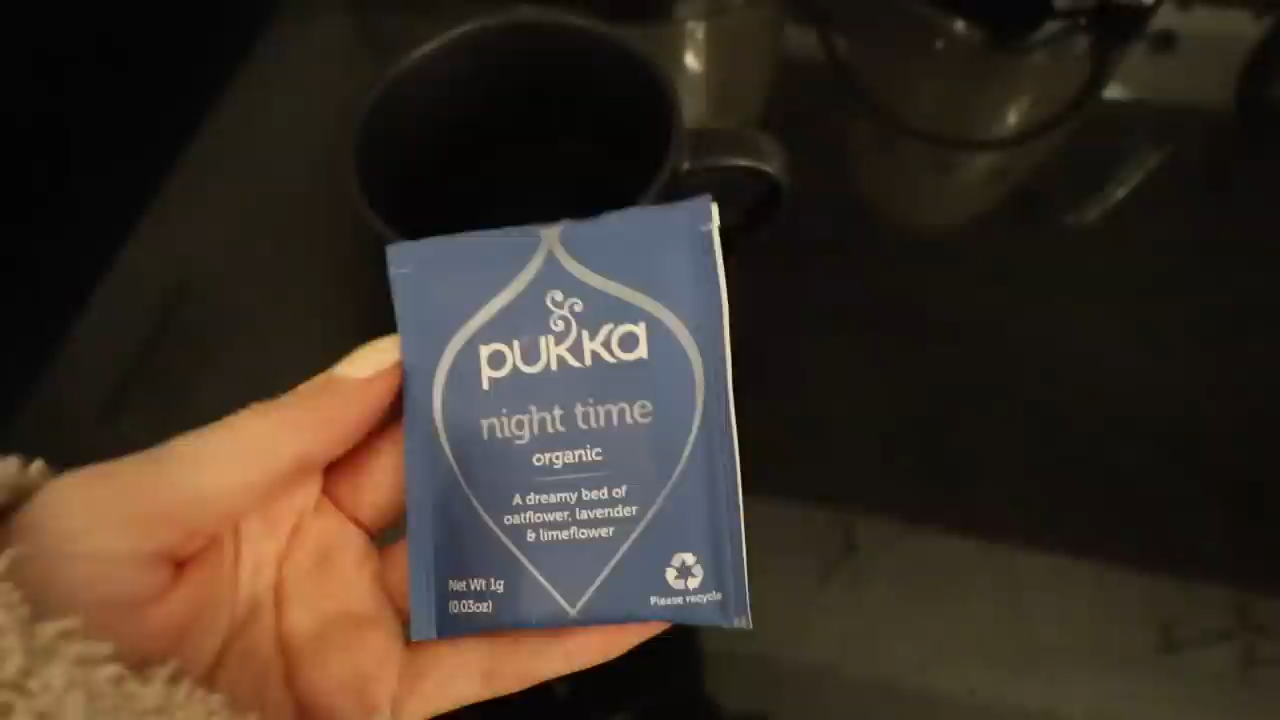 pukka
night time
organic
A dreamy bed of
oatflower, lavender
& limeflower
Net Wt 1g
(0.03oz)
Please recycle